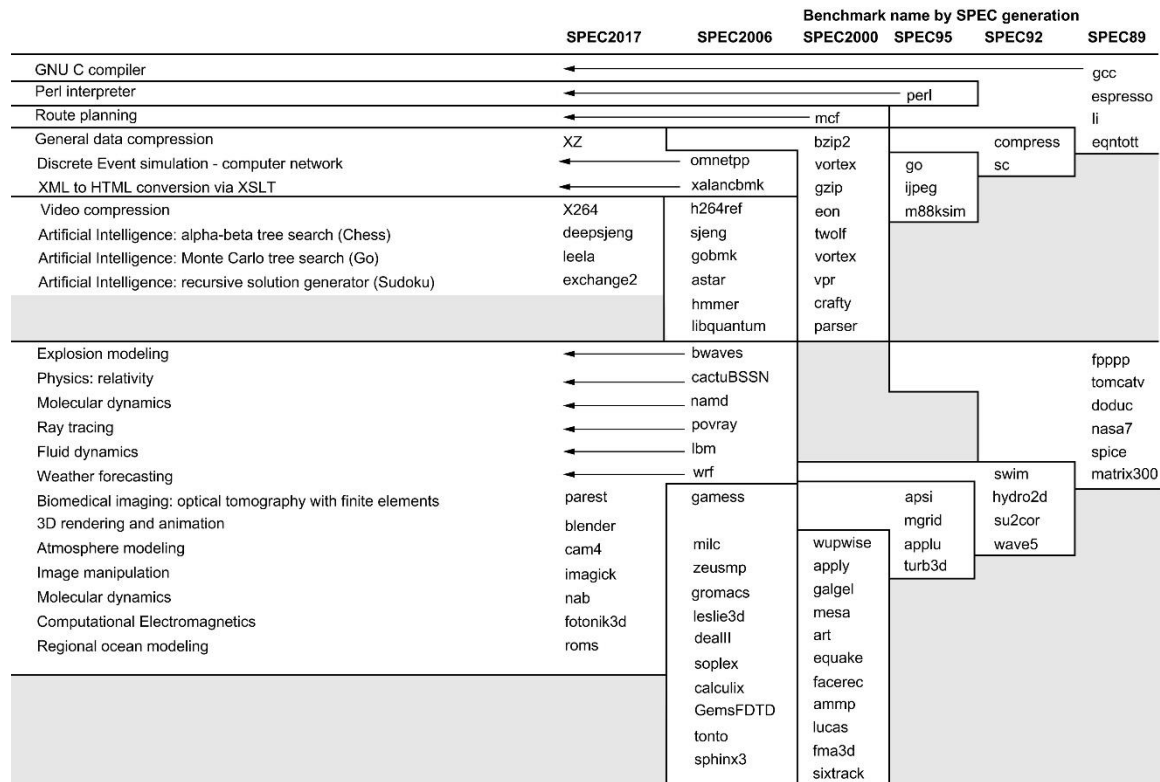 Benchmark name by SPEC generation
SPEC2017 SPEC2006 SPEC2000 SPEC95 SPEC92 SPEC89
GNU C compiler gcc
Perl interpreter perl espresso
Route planning mcf li
General data compression XZ bzip2 compress eqntott
Discrete Event simulation - computer network omnetpp vortex go sc
XML to HTML conversion via XSLT xalancbmk gzip ijpeg
Video compression X264 h264ref eon m88ksim
Artificial Intelligence: alpha-beta tree search (Chess) deepsjeng sjeng twolf
Artificial Intelligence: Monte Carlo tree search (Go) leela gobmk vortex
Artificial Intelligence: recursive solution generator (Sudoku) exchange2 astar vpr
hmmer crafty
libquantum parser
Explosion modeling bwaves fpppp
Physics: relativity cactuBSSN tomcatv
Molecular dynamics namd doduc
Ray tracing povray nasa7
Fluid dynamics lbm spice
Weather forecasting wrf swim matrix300
Biomedical imaging: optical tomography with finite elements parest gamess apsi hydro2d
3D rendering and animation blender mgrid su2cor
Atmosphere modeling cam4 milc wupwise applu wave5
Image manipulation imagick zeusmp apply turb3d
Molecular dynamics nab gromacs galgel
Computational Electromagnetics fotonik3d leslie3d mesa
Regional ocean modeling roms dealII art
soplex equake
calculix facerec
GemsFDTD ammp
tonto lucas
sphinx3 fma3d
sixtrack